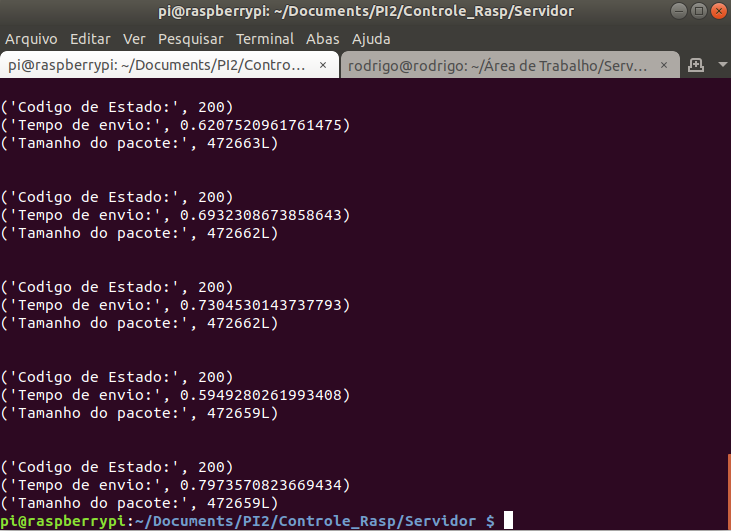 pi@raspberrypi: ~/Documents/PI2/Controle_Rasp/Servidor
Arquivo Editar Ver Pesquisar Terminal Abas Ajuda
pi@raspberrypi: ~/Documents/PI2/Contro... × rodrigo@rodrigo: ~/Área de Trabalho/Serv... ×
('Codigo de Estado:', 200)
('Tempo de envio:', 0.6207520961761475)
('Tamanho do pacote:', 472663L)
('Codigo de Estado:', 200)
('Tempo de envio:', 0.6932308673858643)
('Tamanho do pacote:', 472662L)
('Codigo de Estado:', 200)
('Tempo de envio:', 0.7304530143737793)
('Tamanho do pacote:', 472662L)
('Codigo de Estado:', 200)
('Tempo de envio:', 0.5949280261993408)
('Tamanho do pacote:', 472659L)
('Codigo de Estado:', 200)
('Tempo de envio:', 0.7973570823669434)
('Tamanho do pacote:', 472659L)
pi@raspberrypi:~/Documents/PI2/Controle_Rasp/Servidor $